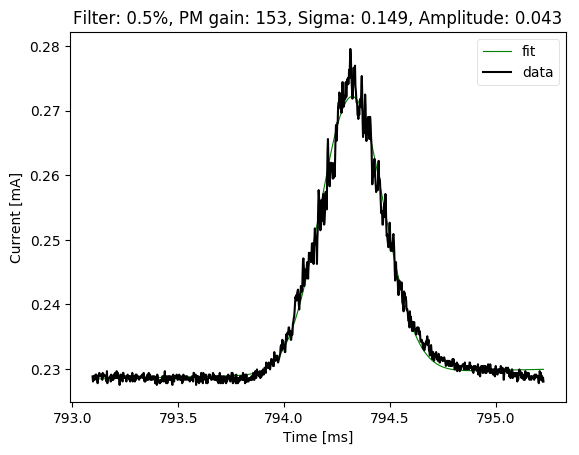 Filter: 0.5%, PM gain: 153, Sigma: 0.149, Amplitude: 0.043
fit
data
0.28
0.27
0.26
0.25
0.24
0.23
Current [mA]
793.0 793.5 794.0 794.5 795.0
Time [ms]